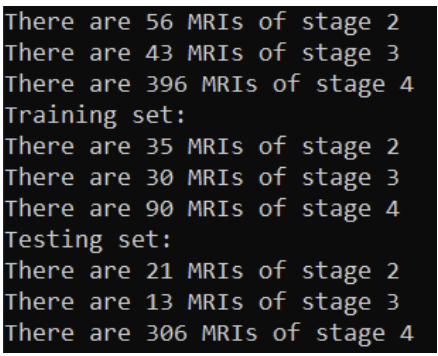 There are 56 MRIs of stage 2
There are 43 MRIs of stage 3
There are 396 MRIs of stage 4
Training set:
There are 35 MRIs of stage 2
There are 30 MRIs of stage 3
There are 90 MRIs of stage 4
Testing set:
There are 21 MRIs of stage 2
There are 13 MRIs of stage 3
There are 306 MRIs of stage 4